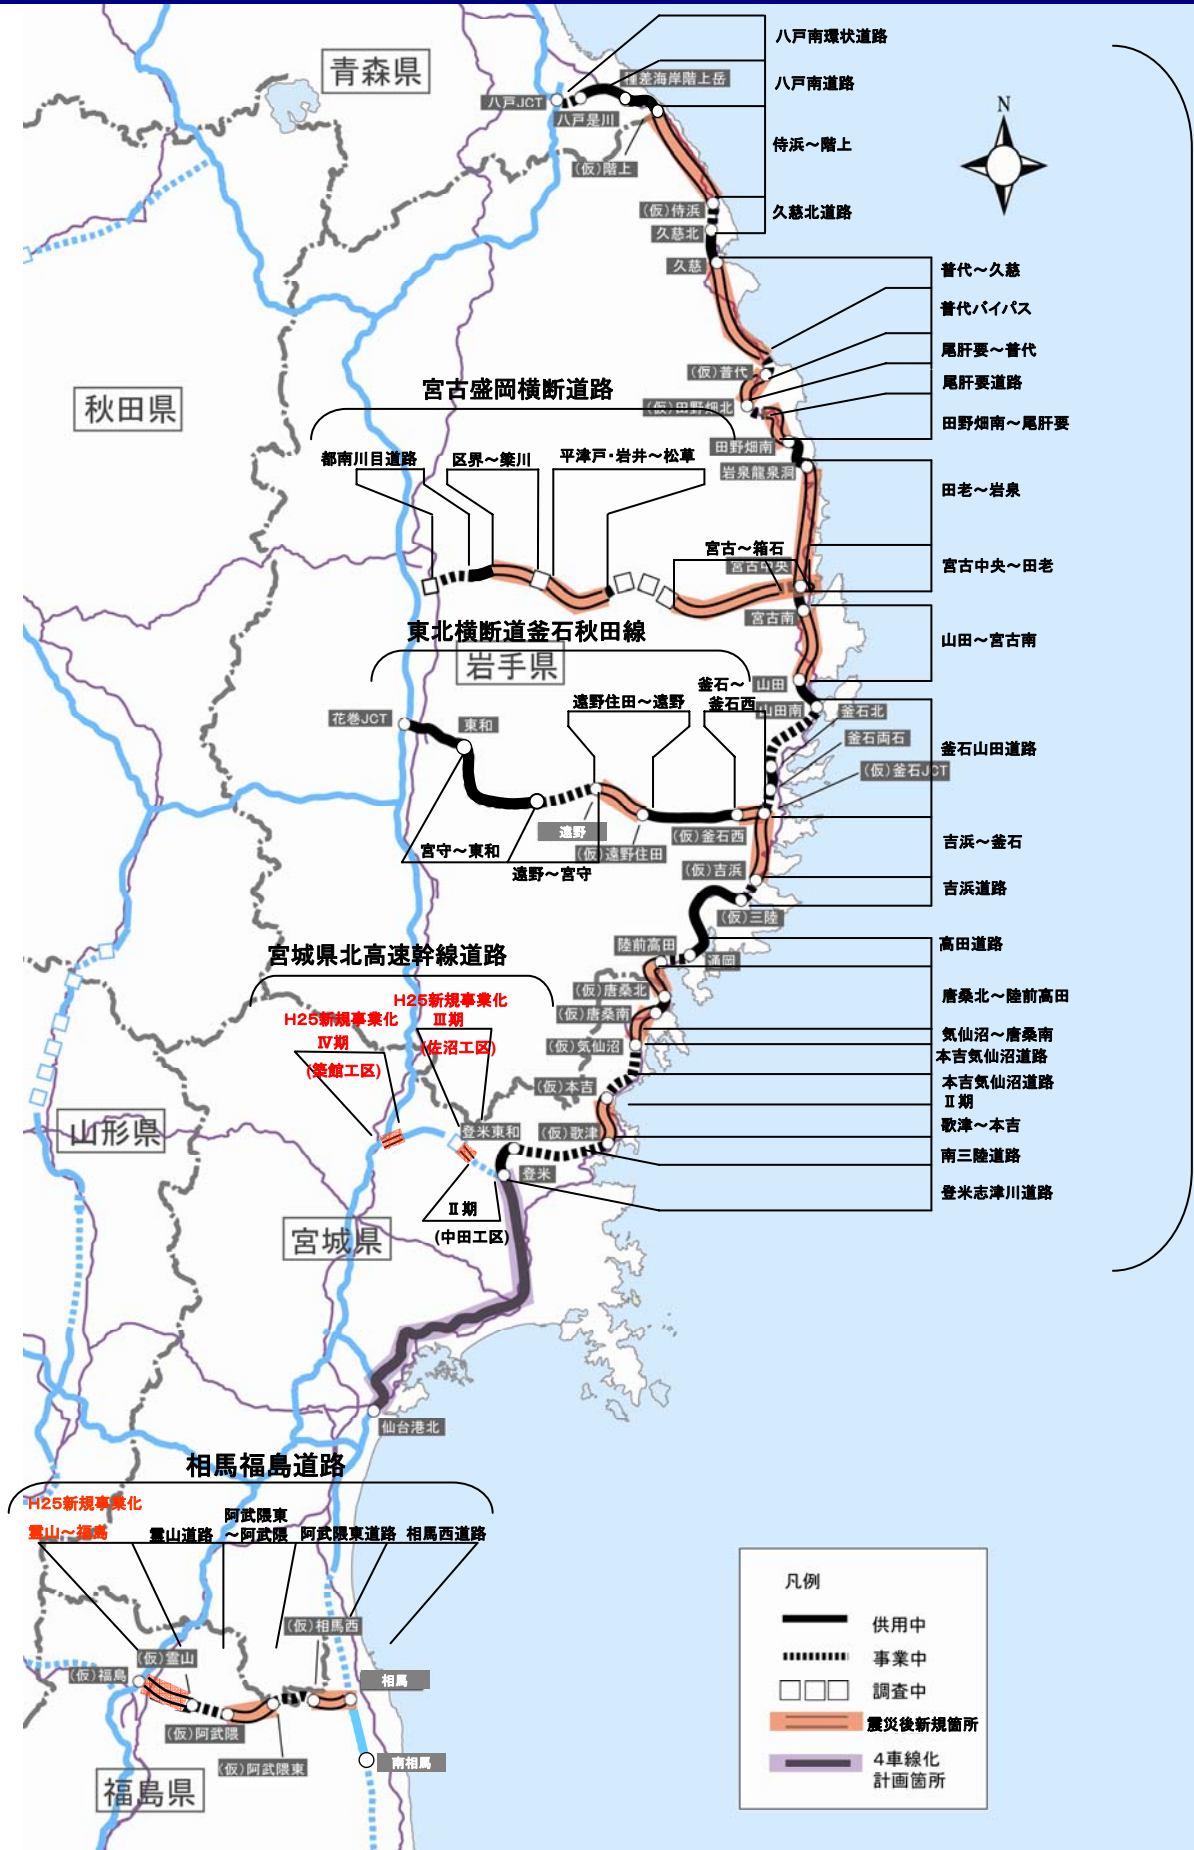 青森県
八戸南環状道路
種差海岸階上岳
八戸南道路
八戸JCT
八戸是川
N
侍浜～階上
(仮)階上
(仮)侍浜
久慈北道路
久慈北
久慈
普代～久慈
普代バイパス
尾肝要～普代
(仮)普代
尾肝要道路
宮古盛岡横断道路
秋田県
(仮)田野畑北
田野畑南～尾肝要
田野畑南
都南川目道路
区界～簗川
平津戸・岩井～松草
岩泉龍泉洞
田老～岩泉
宮古～箱石
宮古中央
宮古中央～田老
宮古南
東北横断道釜石秋田線
山田～宮古南
岩手県
釜石～
釜石西
山田
遠野住田～遠野
山田南
釜石北
花巻JCT
東和
釜石両石
釜石山田道路
(仮)釜石JCT
遠野
(仮)釜石西
宮守～東和
(仮)遠野住田
吉浜～釜石
遠野～宮守
(仮)吉浜
吉浜道路
(仮)三陸
宮城県北高速幹線道路
陸前高田
高田道路
通岡
(仮)唐桑北
唐桑北～陸前高田
H25新規事業化
Ⅲ期
(佐沼工区)
H25新規事業化
Ⅳ期
(築館工区)
(仮)唐桑南
気仙沼～唐桑南
(仮)気仙沼
本吉気仙沼道路
(仮)本吉
本吉気仙沼道路
Ⅱ期
山形県
登米東和
(仮)歌津
歌津～本吉
南三陸道路
登米
登米志津川道路
Ⅱ期
(中田工区)
宮城県
仙台港北
相馬福島道路
H25新規事業化
霊山～福島
霊山道路
阿武隈東
～阿武隈
阿武隈東道路
相馬西道路
(仮)相馬西
(仮)霊山
(仮)福島
相馬
(仮)阿武隈
(仮)阿武隈東
南相馬
福島県
凡例
供用中
事業中
調査中
震災後新規箇所
4車線化
計画箇所